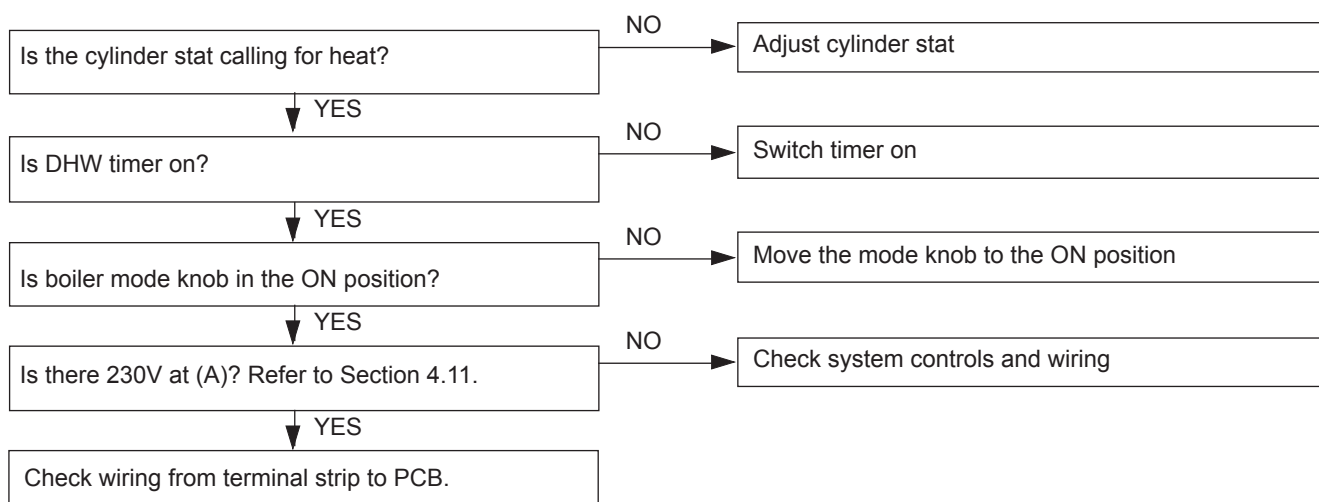 NO
Is the cylinder stat calling for heat?
Adjust cylinder stat
YES
NO
Is DHW timer on?
Switch timer on
YES
NO
Is boiler mode knob in the ON position?
Move the mode knob to the ON position
YES
NO
Is there 230V at (A)? Refer to Section 4.11.
Check system controls and wiring
YES
Check wiring from terminal strip to PCB.